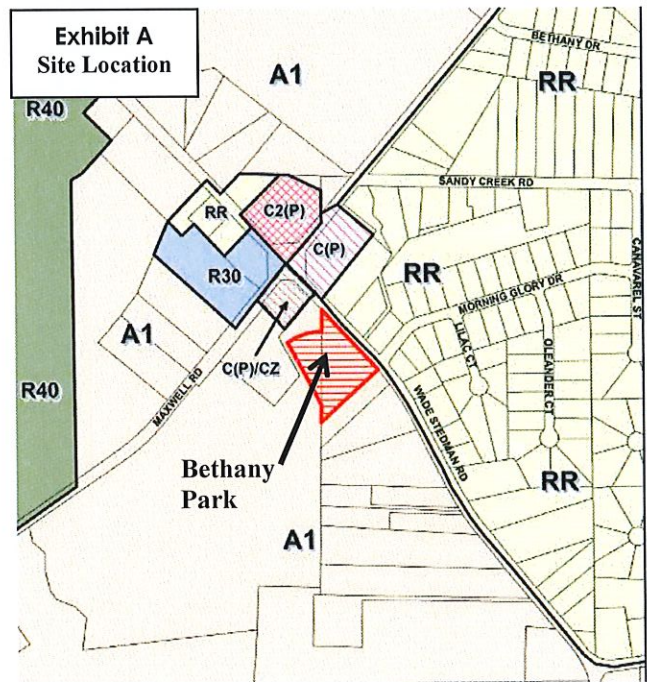 Exhibit A
Site Location
R40
A1
BETHANY DR
RR
SANDY CREEK RD
RR
C2(P)
C(P)
R30
RR
MORNING GLORY DR
CANAVAREL ST
LILAC CT
OLEANDER CT
A1
C(P)/CZ
MAXWELL RD
R40
WADE STEDMAN RD
Bethany
Park
RR
A1